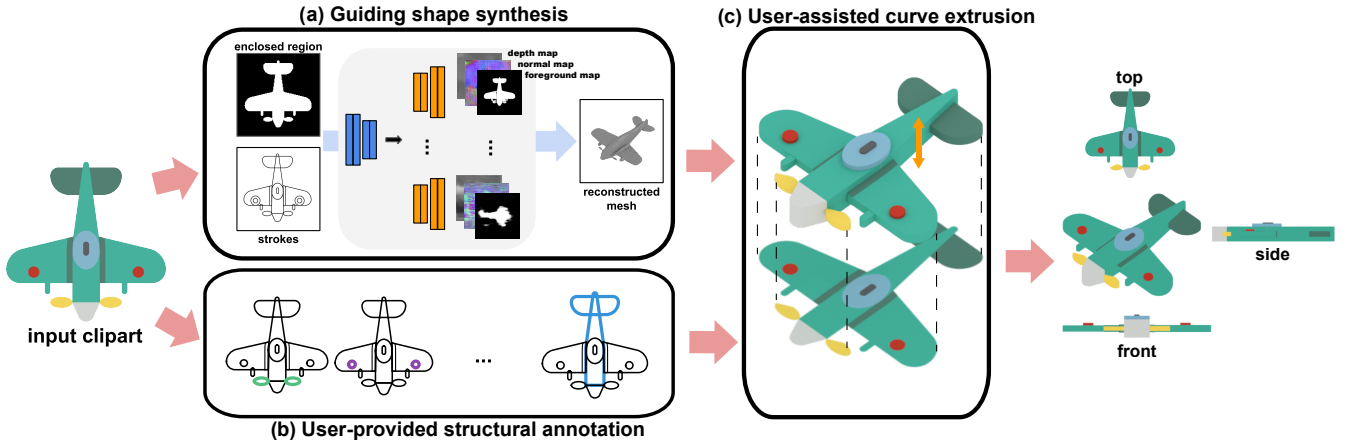 (a) Guiding shape synthesis
(c) User-assisted curve extrusion
enclosed region
depth map
normal map
foreground map
...
...
reconstructed
mesh
strokes
input clipart
...
(b) User-provided structural annotation
top
side
front